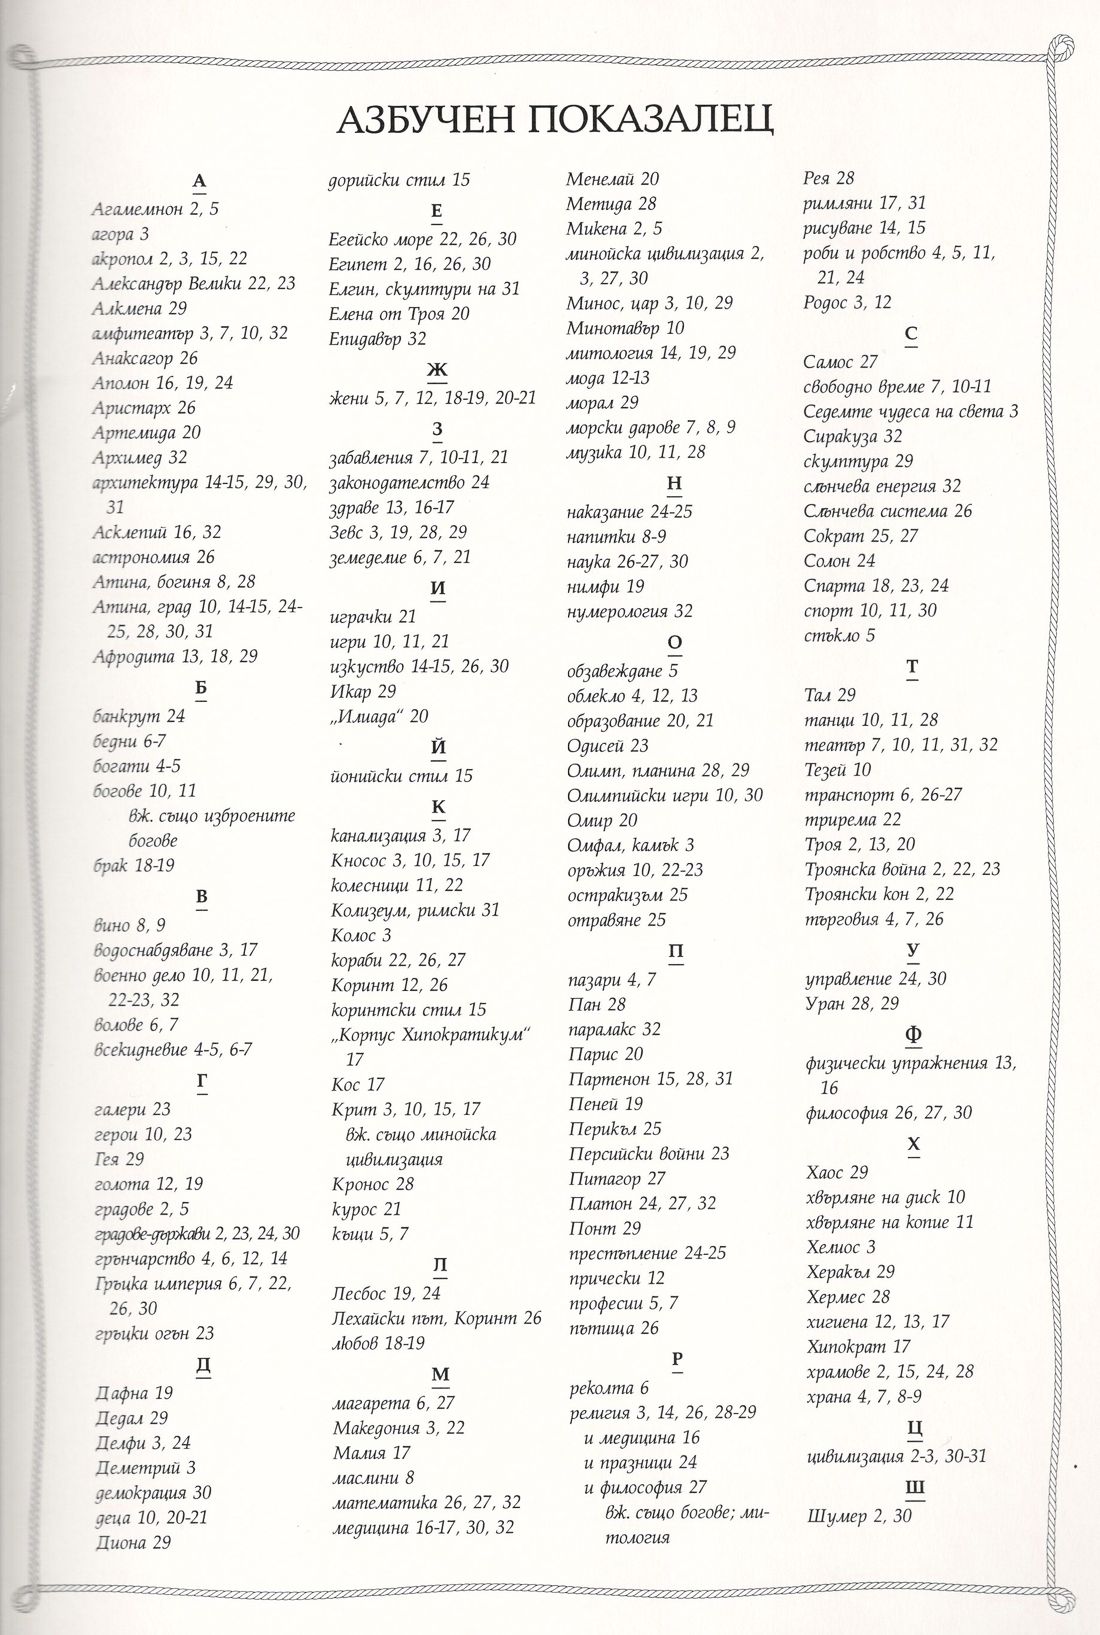 АЗБУЧЕН ПОКАЗАЛЕЦ
А
Агамемнон 2, 5
агора 3
акропол 2, 3, 15, 22
Александър Велики 22, 23
Алкмена 29
амфитеатър 3, 7, 10, 32
Анаксагор 26
Аполон 16, 19, 24
Аристарх 26
Артемида 20
Архимед 32
архитектура 14-15, 29, 30,
31
Асклепий 16, 32
астрономия 26
Атина, богиня 8, 28
Атина, град 10, 14-15, 24-
25, 28, 30, 31
Афродита 13, 18, 29
Б
банкрут 24
бедни 6-7
богати 4-5
богове 10, 11
вж. също изброените
богове
брак 18-19
В
вино 8, 9
водоснабдяване 3, 17
военно дело 10, 11, 21,
22-23, 32
волове 6, 7
всекидневие 4-5, 6-7
Г
галери 23
герои 10, 23
Гея 29
голота 12, 19
градове 2, 5
градове-държави 2, 23, 24, 30
грънчарство 4, 6, 12, 14
Гръцка империя 6, 7, 22,
26, 30
гръцки огън 23
Д
Дафна 19
Дедал 29
Делфи 3, 24
Деметрий 3
демокрация 30
деца 10, 20-21
Диона 29
дорийски стил 15
Е
Егейско море 22, 26, 30
Египет 2, 16, 26, 30
Елгин, скулптури на 31
Елена от Троя 20
Епидавър 32
Ж
жени 5, 7, 12, 18-19, 20-21
З
забавления 7, 10-11, 21
законодателство 24
здраве 13, 16-17
Зевс 3, 19, 28, 29
земеделие 6, 7, 21
И
играчки 21
игри 10, 11, 21
изкуство 14-15, 26, 30
Икар 29
„Илиада“ 20
Й
йонийски стил 15
К
канализация 3, 17
Кносос 3, 10, 15, 17
колесници 11, 22
Колизеум, римски 31
Колос 3
кораби 22, 26, 27
Коринт 12, 26
коринтски стил 15
„Корпус Хипократикум“
17
Кос 17
Крит 3, 10, 15, 17
вж. също минойска
цивилизация
Кронос 28
курос 21
къщи 5, 7
Л
Лесбос 19, 24
Лехайски път, Коринт 26
любов 18-19
М
магарета 6, 27
Македония 3, 22
Малия 17
маслини 8
математика 26, 27, 32
медицина 16-17, 30, 32
Менелай 20
Метида 28
Микена 2, 5
минойска цивилизация 2,
3, 27, 30
Минос, цар 3, 10, 29
Минотавър 10
митология 14, 19, 29
мода 12-13
морал 29
морски дарове 7, 8, 9
музика 10, 11, 28
Н
наказание 24-25
напитки 8-9
наука 26-27, 30
нимфи 19
нумерология 32
О
обзавеждане 5
облекло 4, 12, 13
образование 20, 21
Одисей 23
Олимп, планина 28, 29
Олимпийски игри 10, 30
Омир 20
Омфал, камък 3
оръжия 10, 22-23
остракизъм 25
отравяне 25
П
пазари 4, 7
Пан 28
паралакс 32
Парис 20
Партенон 15, 28, 31
Пеней 19
Перикъл 25
Персийски войни 23
Питагор 27
Платон 24, 27, 32
Понт 29
престъпление 24-25
прически 12
професии 5, 7
пътища 26
Р
реколта 6
религия 3, 14, 26, 28-29
и медицина 16
и празници 24
и философия 27
вж. също богове; ми-
тология
Рея 28
римляни 17, 31
рисуване 14, 15
роби и робство 4, 5, 11,
21, 24
Родос 3, 12
С
Самос 27
свободно време 7, 10-11
Седемте чудеса на света 3
Сиракуза 32
скулптура 29
слънчева енергия 32
Слънчева система 26
Сократ 25, 27
Солон 24
Спарта 18, 23, 24
спорт 10, 11, 30
стъкло 5
Т
Тал 29
танци 10, 11, 28
театър 7, 10, 11, 31, 32
Тезей 10
транспорт 6, 26-27
трирема 22
Троя 2, 13, 20
Троянска война 2, 22, 23
Троянски кон 2, 22
търговия 4, 7, 26
У
управление 24, 30
Уран 28, 29
Ф
физически упражнения 13,
16
философия 26, 27, 30
Х
Хаос 29
хвърляне на диск 10
хвърляне на копие 11
Хелиос 3
Херакъл 29
Хермес 28
хигиена 12, 13, 17
Хипократ 17
храмове 2, 15, 24, 28
храна 4, 7, 8-9
Ц
цивилизация 2-3, 30-31
Ш
Шумер 2, 30